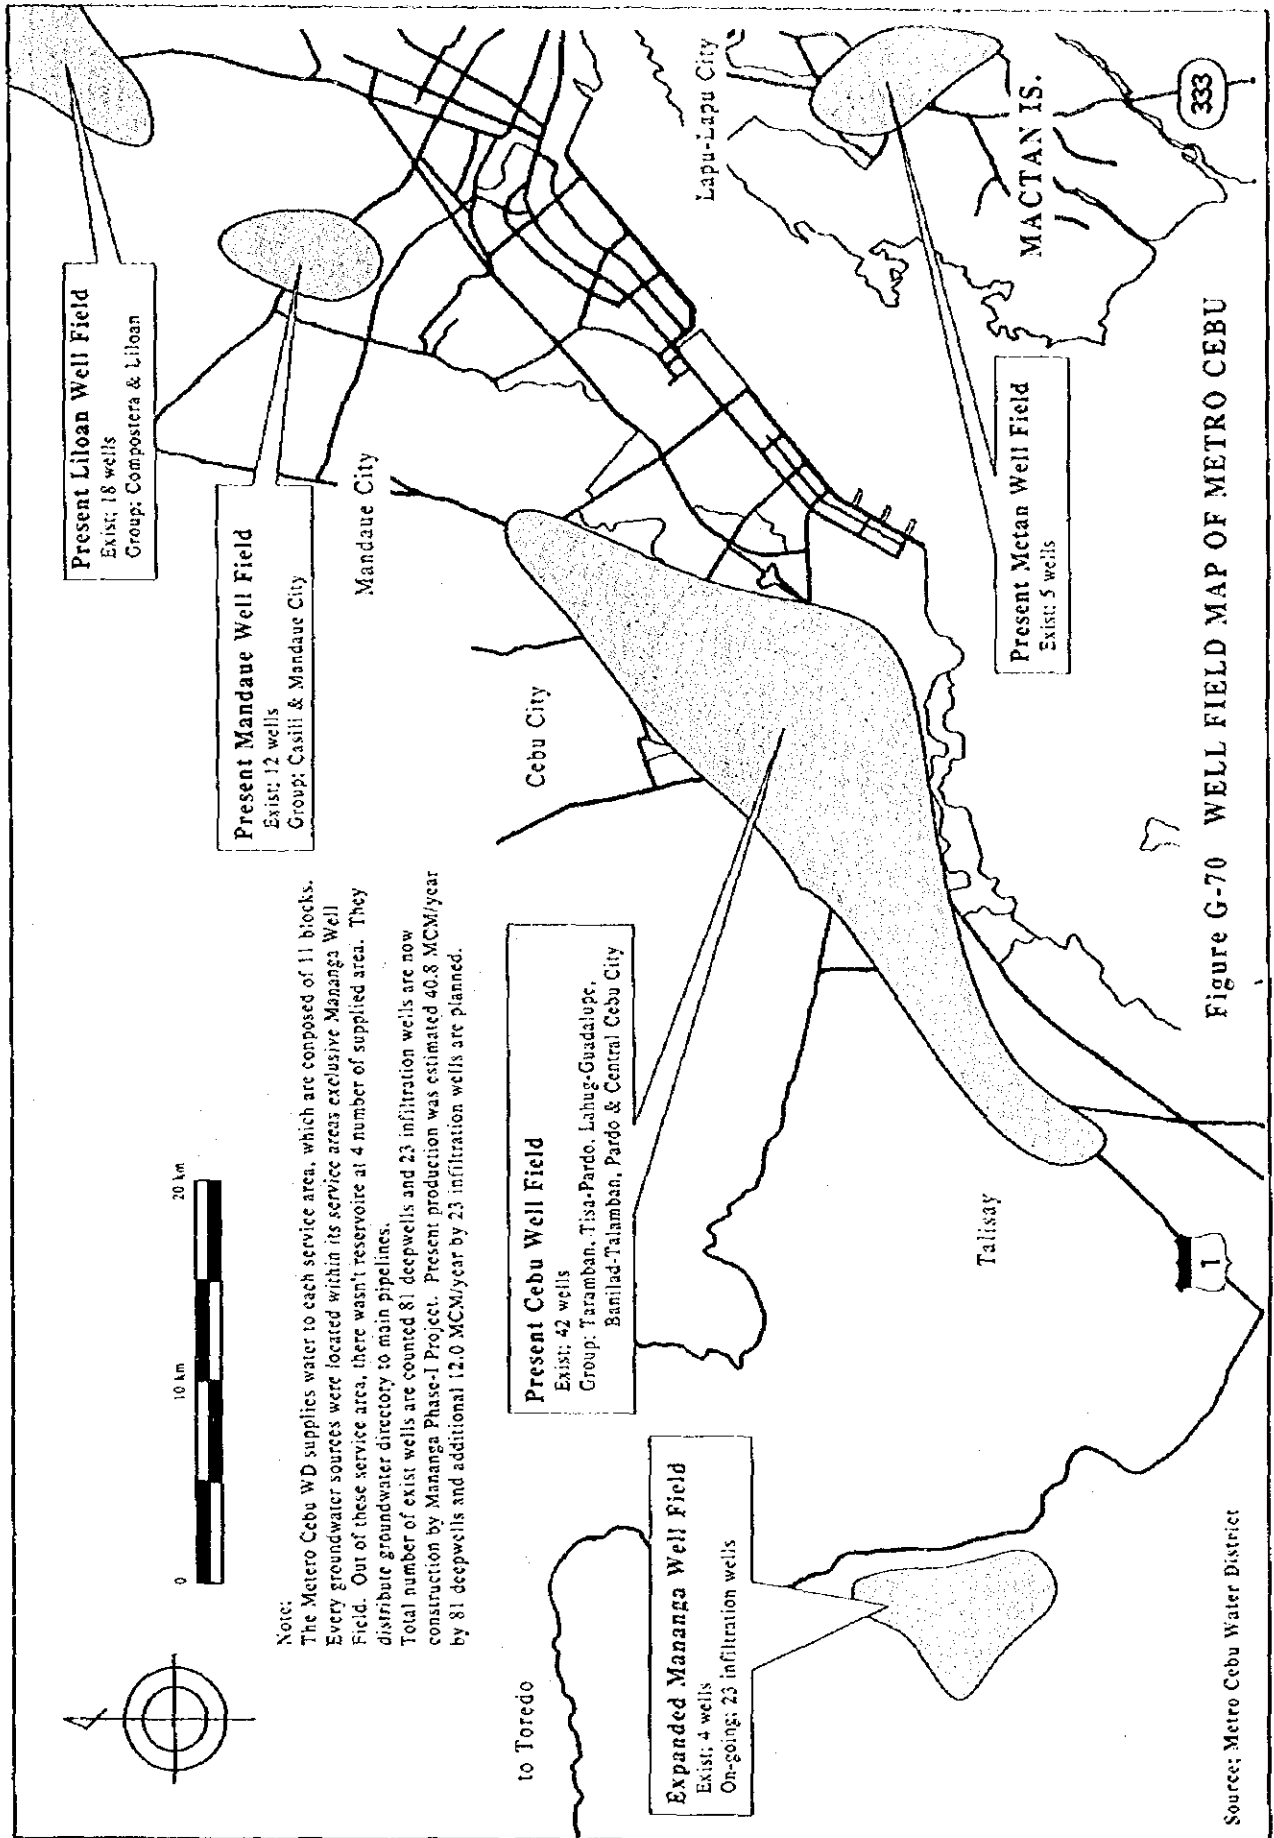 0
10 km
20 km
Note:
The Metero Cebu WD supplies water to each service area, which are conposed of 11 blocks.
Every groundwater sources were located within its service areas exclusive Mananga Well
Field. Out of these service area, there wasn't reservoire at 4 number of supplied area. They
distribute groundwater directory to main pipelines.
Total number of exist wells are counted 81 deepwells and 23 infiltration wells are now
construction by Mananga Phase-I Project. Present production was estimated 40.8 MCM/year
by 81 deepwells and additional 12.0 MCM/year by 23 infiltration wells are planned.
Present Liloan Well Field
Exist; 18 wells
Group; Compostera & Liloan
Present Mandaue Well Field
Exist; 12 wells
Group; Casili & Mandaue City
Mandaue City
Cebu City
Present Cebu Well Field
Exist; 42 wells
Group; Taramban, Tisa-Pardo, Lahug-Guadalupe,
Banilad-Talamban, Pardo & Central Cebu City
to Toredo
Expanded Mananga Well Field
Exist; 4 wells
On-going; 23 infiltration wells
Talisay
1
Lapu-Lapu City
MACTAN IS.
333
Present Mctan Well Field
Exist; 5 wells
Figure G-70 WELL FIELD MAP OF METRO CEBU
Source; Metro Cebu Water District